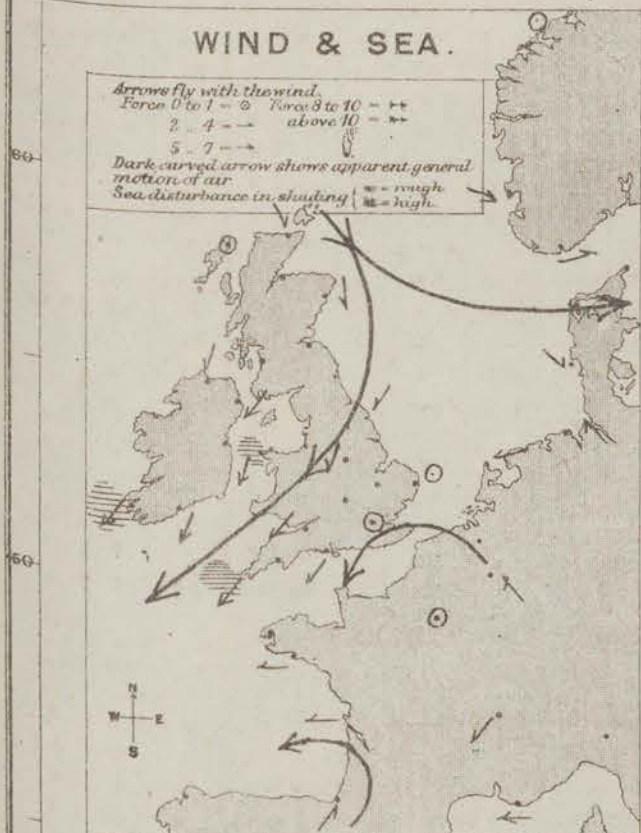 WIND & SEA.
Arrows fly with the wind.
Force 0 to 1 = ⊙ Force 8 to 10 = ↠
2 .. 4 = → above 10 = ↠
5 .. 7 = →
Dark curved arrow shows apparent general
motion of air
Sea disturbance in shading { = rough
= high.
60
50
N
W E
S